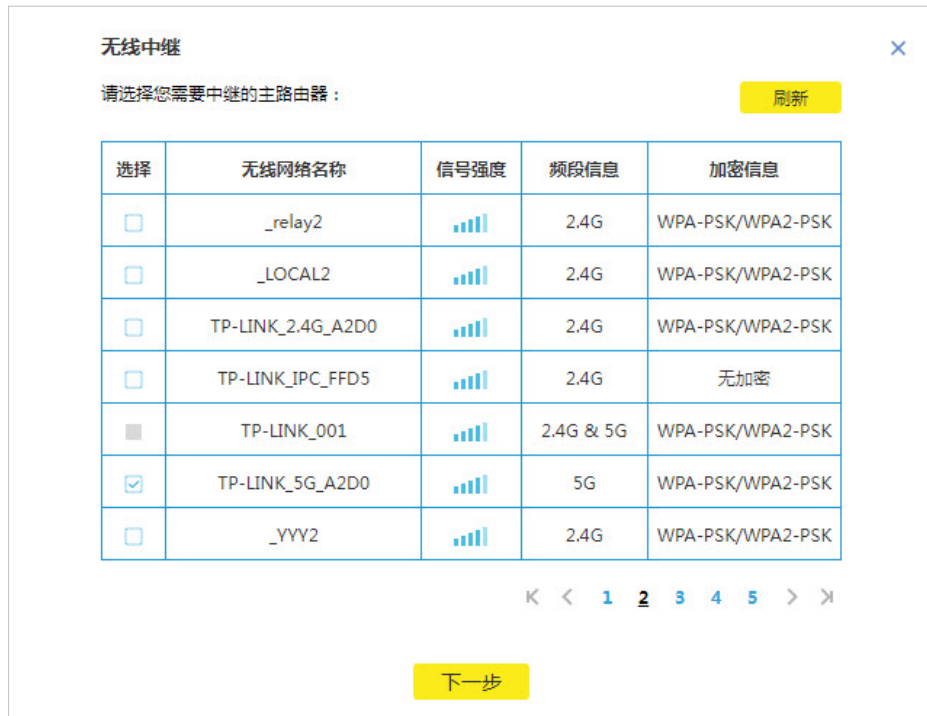 无线中继
请选择您需要中继的主路由器：
刷新
选择 无线网络名称 信号强度 频段信息 加密信息
_relay2 2.4G WPA-PSK/WPA2-PSK
_LOCAL2 2.4G WPA-PSK/WPA2-PSK
TP-LINK_2.4G_A2D0 2.4G WPA-PSK/WPA2-PSK
TP-LINK_IPC_FFD5 2.4G 无加密
TP-LINK_001 2.4G & 5G WPA-PSK/WPA2-PSK
TP-LINK_5G_A2D0 5G WPA-PSK/WPA2-PSK
_YYY2 2.4G WPA-PSK/WPA2-PSK
1 2 3 4 5
下一步